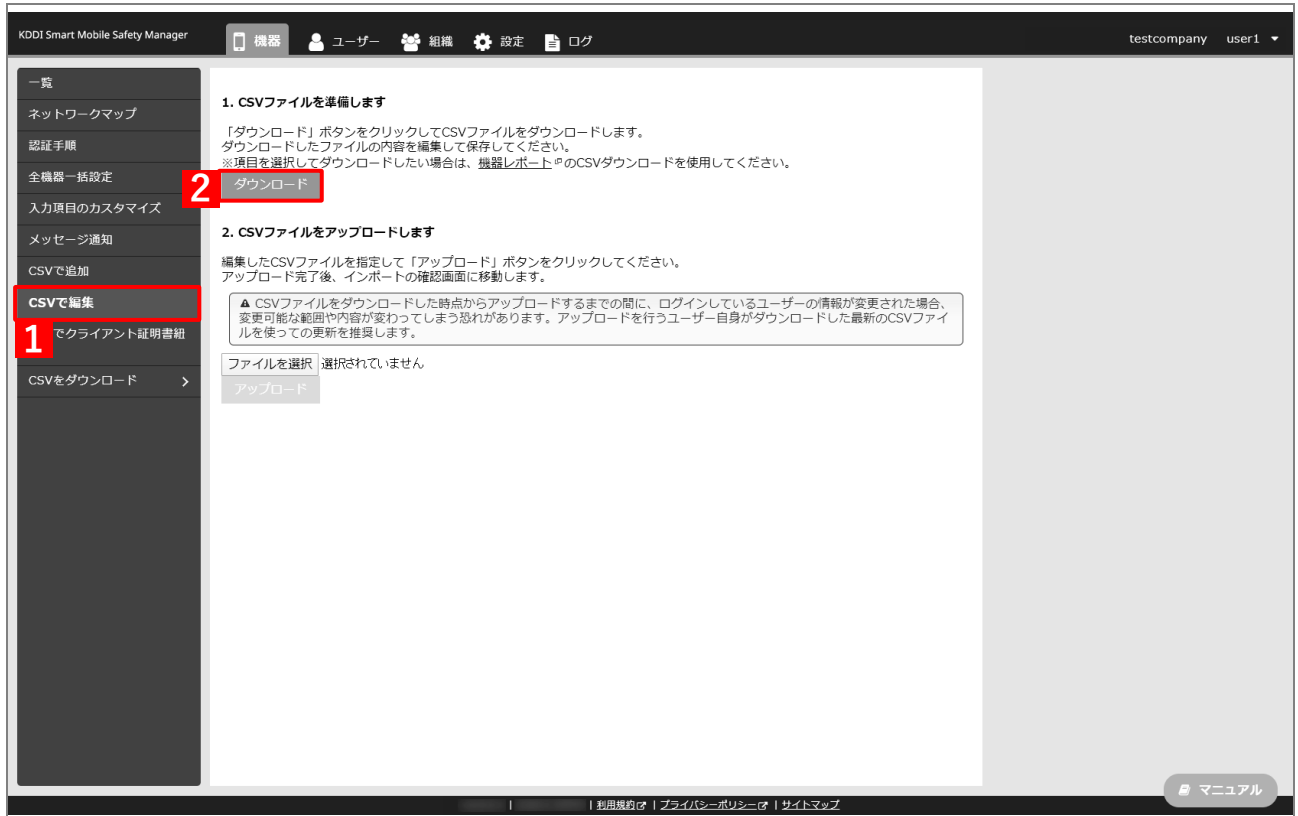 KDDI Smart Mobile Safety Manager
機器
ユーザー
組織
設定
ログ
testcompany
user1
一覧
ネットワークマップ
認証手順
全機器一括設定
入力項目のカスタマイズ
メッセージ通知
CSVで追加
CSVで編集
1
でクライアント証明書組
CSVをダウンロード
1. CSVファイルを準備します
「ダウンロード」ボタンをクリックしてCSVファイルをダウンロードします。
ダウンロードしたファイルの内容を編集して保存してください。
※項目を選択してダウンロードしたい場合は、機器レポートのCSVダウンロードを使用してください。
2
ダウンロード
2. CSVファイルをアップロードします
編集したCSVファイルを指定して「アップロード」ボタンをクリックしてください。
アップロード完了後、インポートの確認画面に移動します。
CSVファイルをダウンロードした時点からアップロードするまでの間に、ログインしているユーザーの情報が変更された場合、
変更可能な範囲や内容が変わってしまう恐れがあります。アップロードを行うユーザー自身がダウンロードした最新のCSVファイ
ルを使っての更新を推奨します。
ファイルを選択 選択されていません
アップロード
マニュアル
| | 利用規約 | プライバシーポリシー | サイトマップ